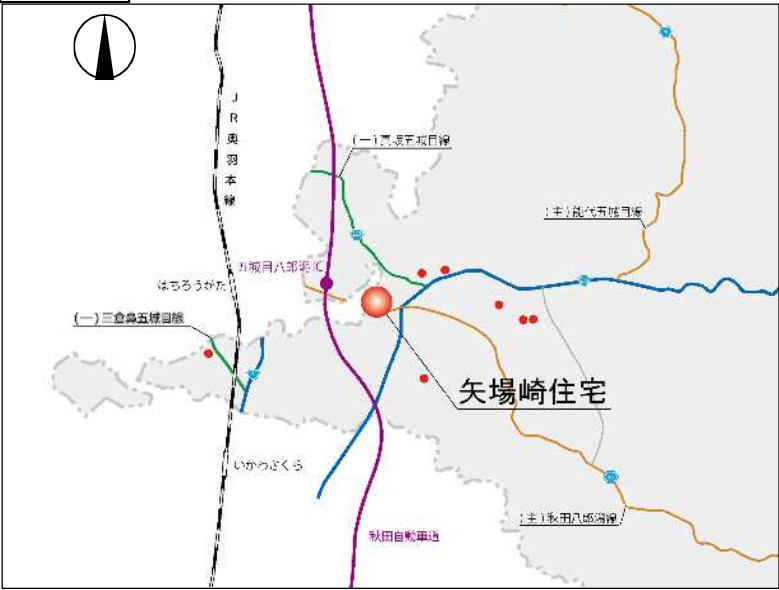 JR奥羽本線
(一)真坂五城目線
(主)能代五城目線
五城目八郎潟IC
はちろうがた
(一)三倉鼻五城目線
矢場崎住宅
いかわさくら
(主)秋田八郎潟線
秋田自動車道